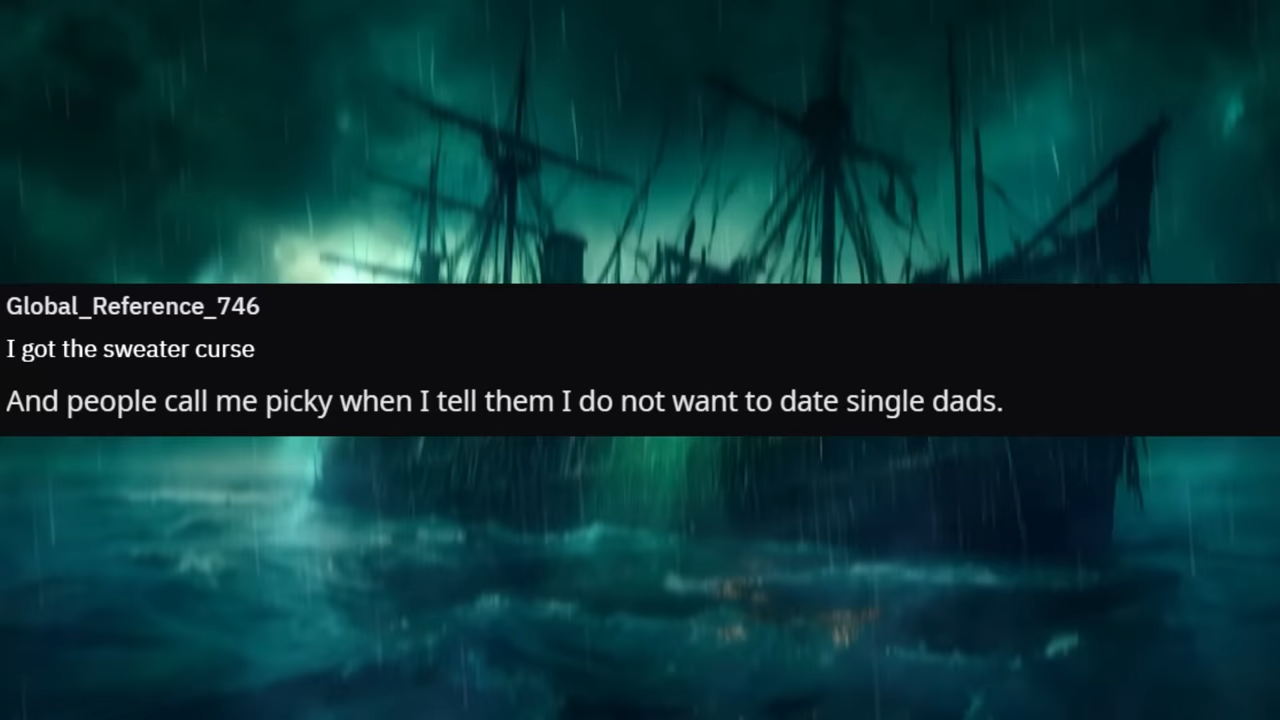 Global_Reference_746
I got the sweater curse
And people call me picky when I tell them I do not want to date single dads.